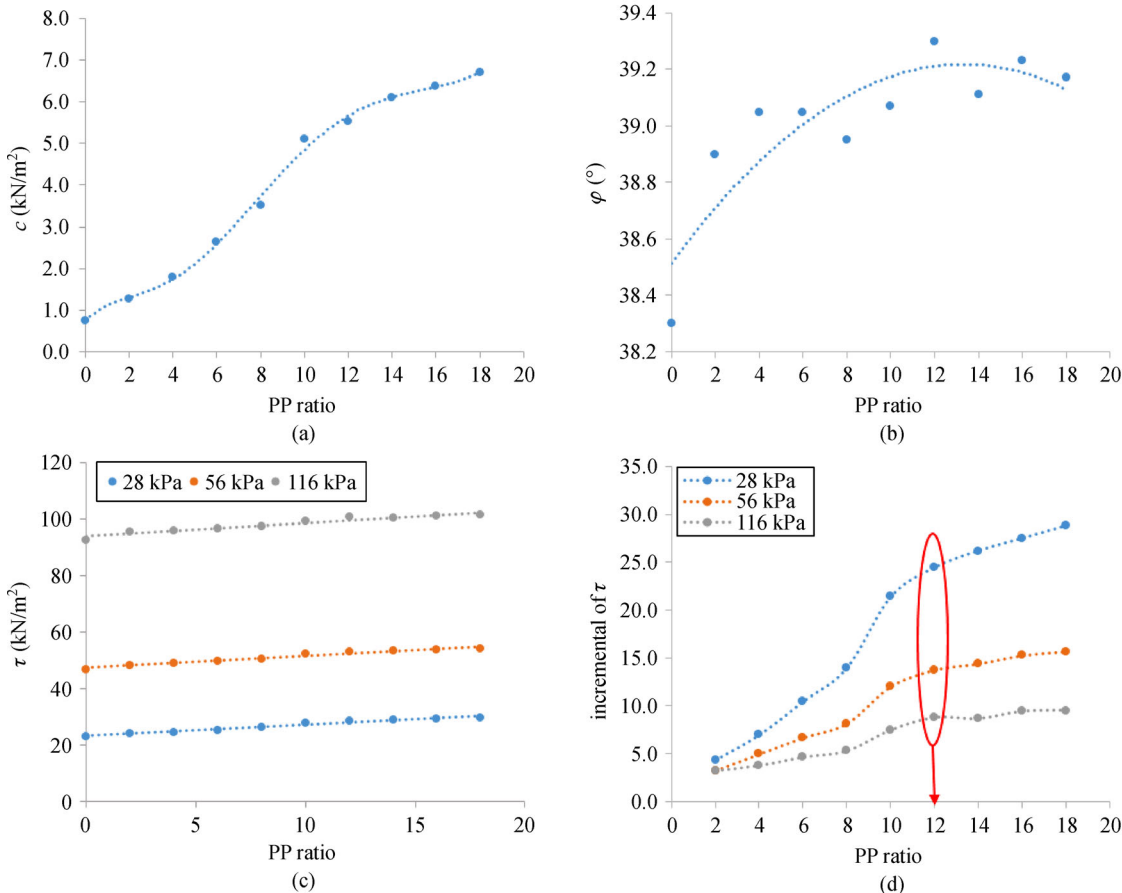 c (kN/m²)
8.0
7.0
6.0
5.0
4.0
3.0
2.0
1.0
0.0
0 2 4 6 8 10 12 14 16 18 20
PP ratio
(a)
φ (°)
39.4
39.2
39.0
38.8
38.6
38.4
38.2
0 2 4 6 8 10 12 14 16 18 20
PP ratio
(b)
τ (kN/m²)
120
100
80
60
40
20
0
28 kPa 56 kPa 116 kPa
0 5 10 15 20
PP ratio
(c)
incremental of τ
35.0
30.0
25.0
20.0
15.0
10.0
5.0
0.0
28 kPa
56 kPa
116 kPa
0 2 4 6 8 10 12 14 16 18 20
PP ratio
(d)